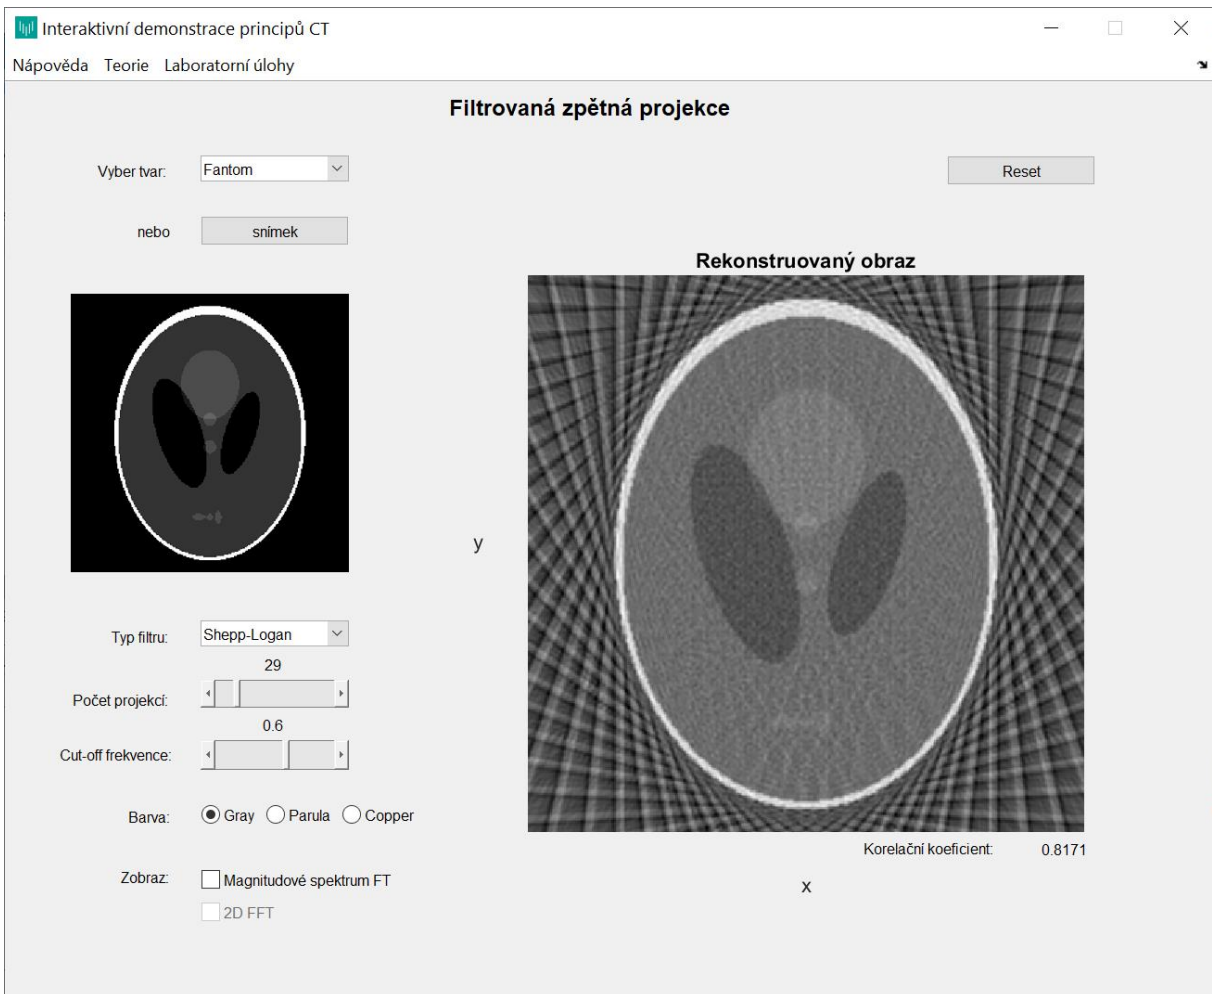 Interaktivní demonstrace principů CT
Nápověda Teorie Laboratorní úlohy
Filtrovaná zpětná projekce
Vyber tvar: Fantom
Reset
nebo snímek
Rekonstruovaný obraz
y
Typ filtru: Shepp-Logan
29
Počet projekcí:
0.6
Cut-off frekvence:
Barva: Gray Parula Copper
Korelační koeficient: 0.8171
Zobraz: Magnitudové spektrum FT
x
2D FFT